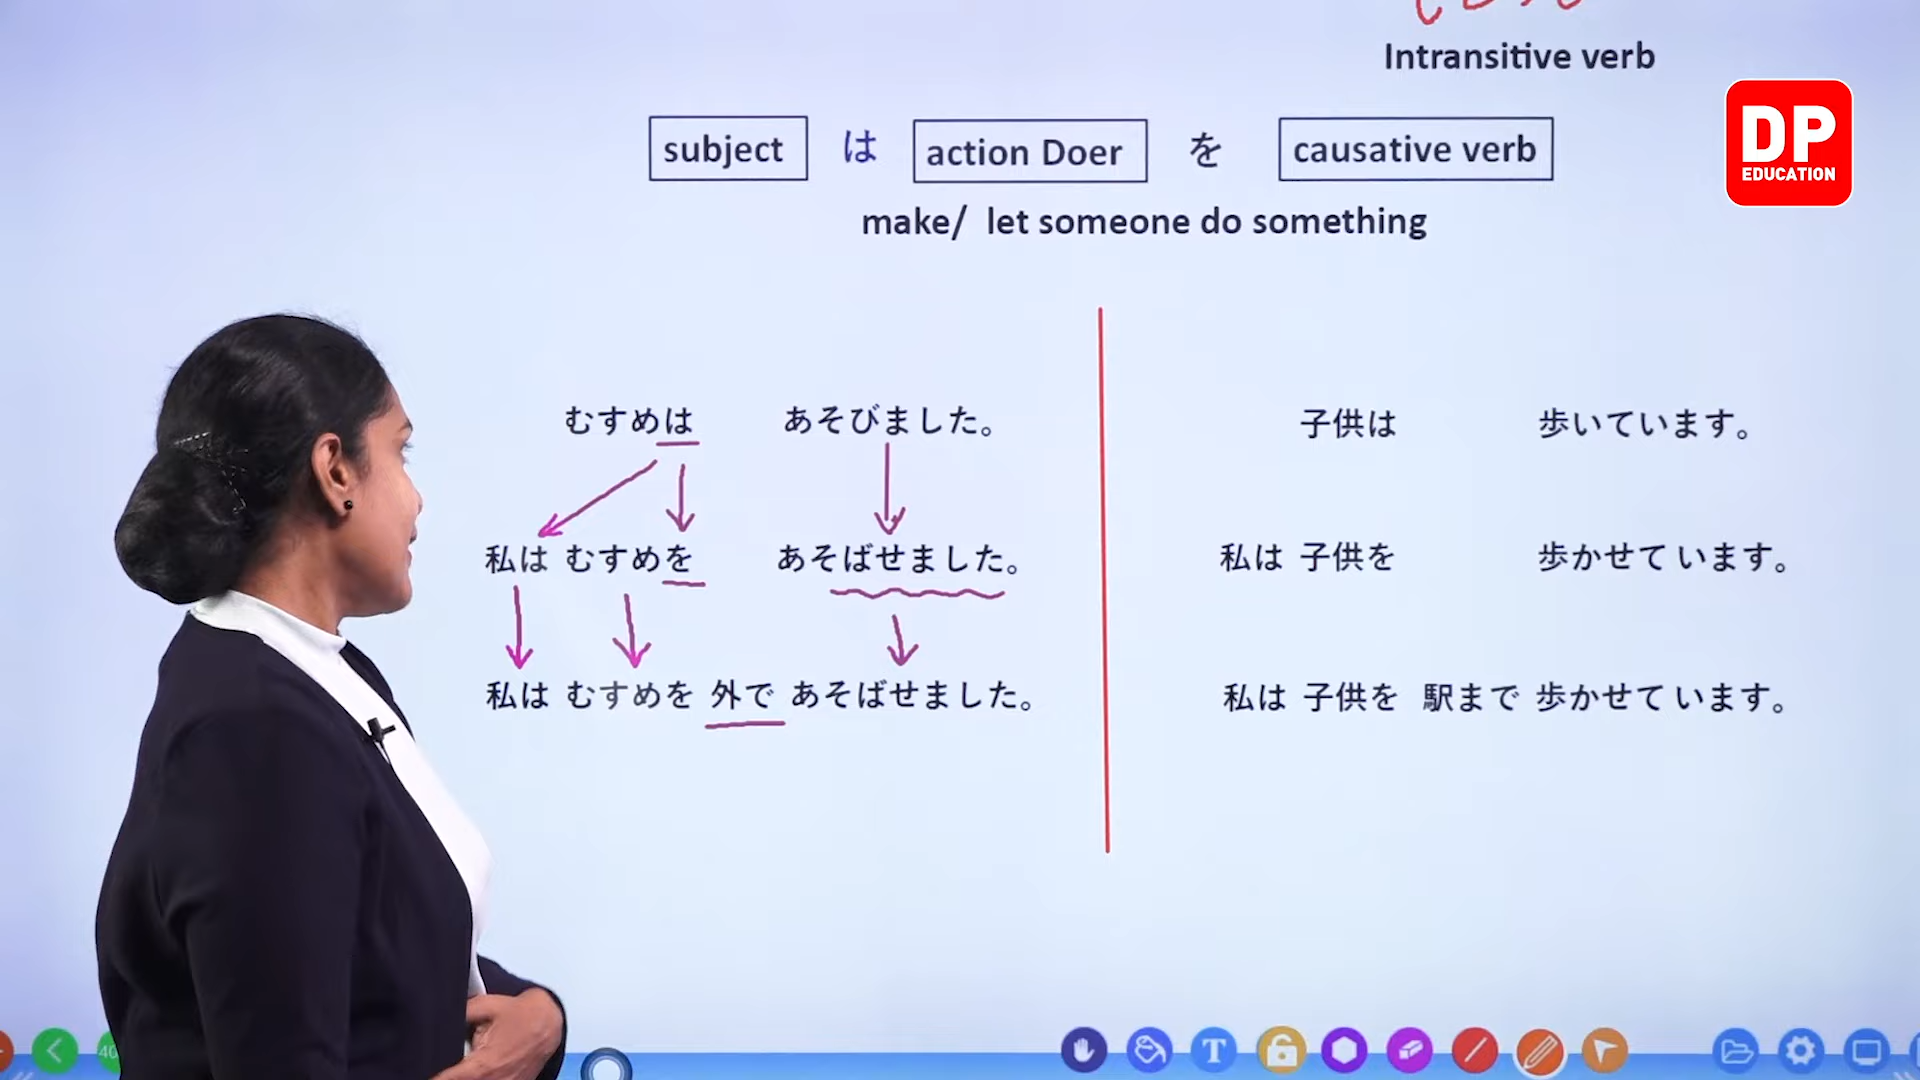 Intransitive verb
DP
EDUCATION
subject は action Doer を causative verb
make/ let someone do something
むすめは あそびました。
私は むすめを あそばせました。
私は むすめを 外で あそばせました。
子供は 歩いています。
私は 子供を 歩かせて います。
私は 子供を 駅まで 歩かせて います。
40
T